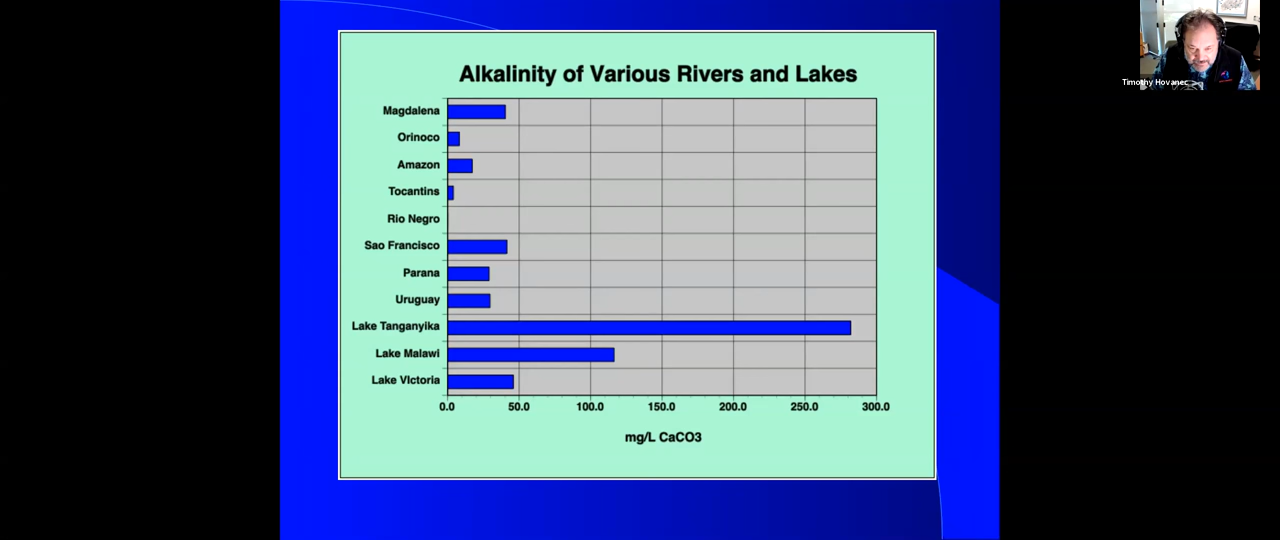 Alkalinity of Various Rivers and Lakes
Magdalena
Orinoco
Amazon
Tocantins
Rio Negro
Sao Francisco
Parana
Uruguay
Lake Tanganyika
Lake Malawi
Lake VIctoria
0.0 50.0 100.0 150.0 200.0 250.0 300.0
mg/L CaCO3
Timothy Hovanec